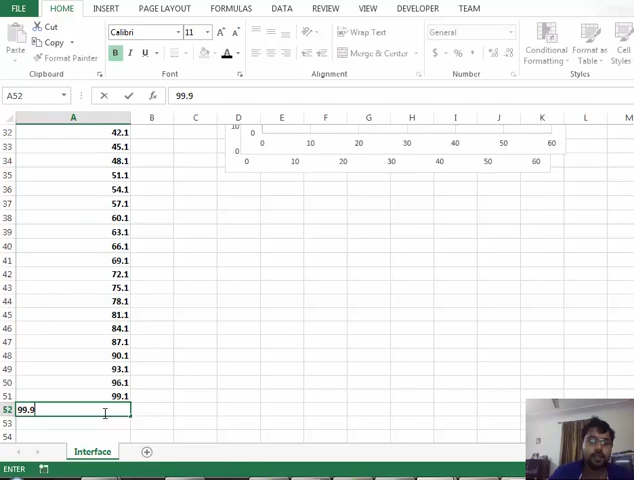 FILE HOME INSERT PAGE LAYOUT FORMULAS DATA REVIEW VIEW DEVELOPER TEAM
Cut Calibri 11 A A Wrap Text General
Paste Copy Conditional Format as
Format Painter B I U A Merge & Center $ % , Formatting Table Styles
Clipboard Font Alignment Number Styles
A52 fx 99.9
A B C D E F G H I J K L M
32 42.1 10 0
33 45.1 0 10 20 30 40 50 60
34 48.1 0 10 20 30 40 50 60
35 51.1
36 54.1
37 57.1
38 60.1
39 63.1
40 66.1
41 69.1
42 72.1
43 75.1
44 78.1
45 81.1
46 84.1
47 87.1
48 90.1
49 93.1
50 96.1
51 99.1
52 99.9
53
54
Interface
ENTER